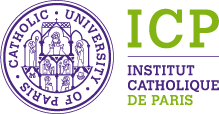 CATHOLIC · UNIVERSITY · OF PARIS ·
ICP
INSTITUT
CATHOLIQUE
DE PARIS